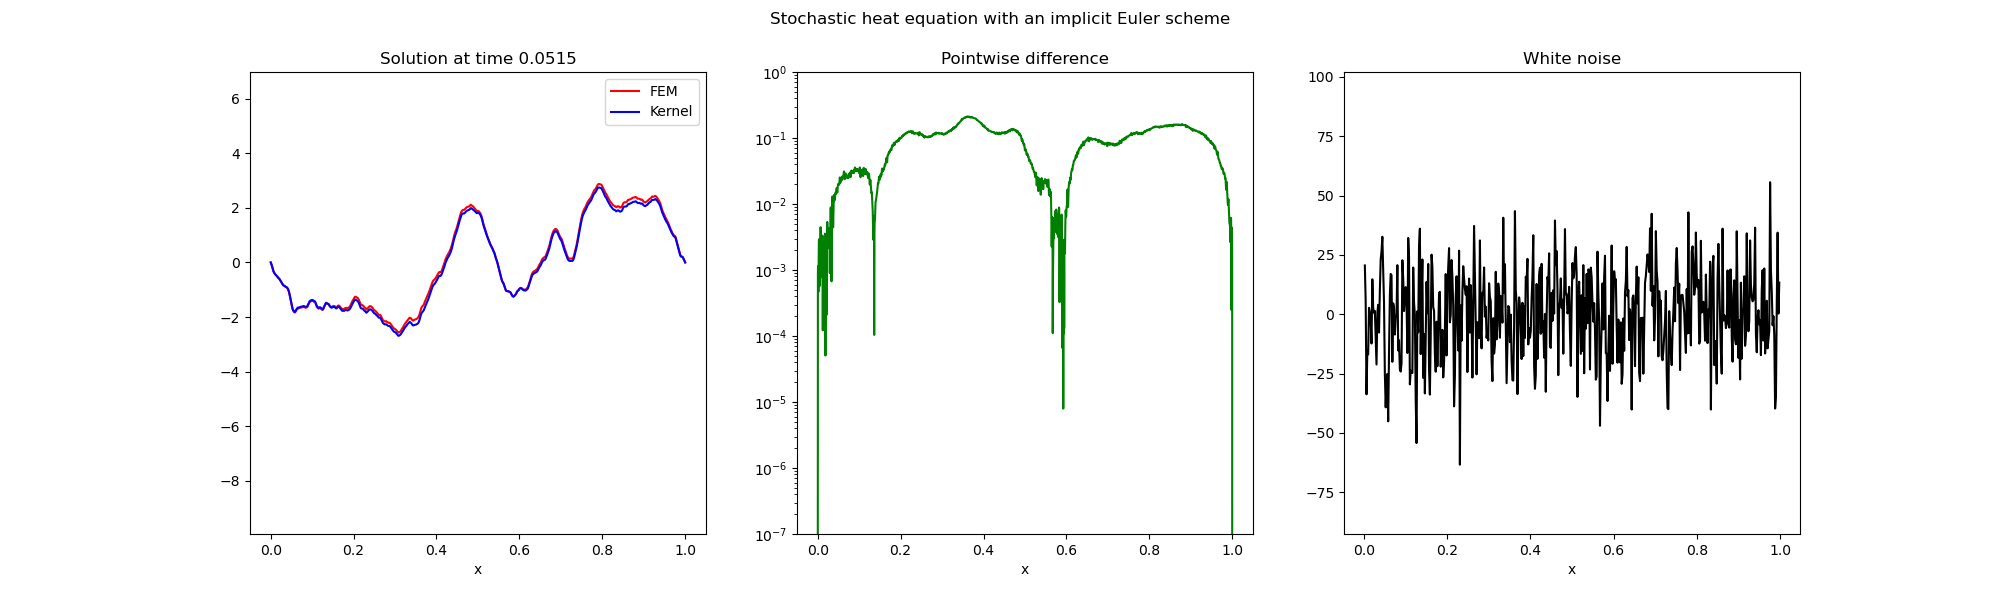 Stochastic heat equation with an implicit Euler scheme
Solution at time 0.0515
FEM
Kernel
6
4
2
0
−2
−4
−6
−8
0.0 0.2 0.4 0.6 0.8 1.0
x
Pointwise difference
10⁰
10⁻¹
10⁻²
10⁻³
10⁻⁴
10⁻⁵
10⁻⁶
10⁻⁷
0.0 0.2 0.4 0.6 0.8 1.0
x
White noise
100
75
50
25
0
−25
−50
−75
0.0 0.2 0.4 0.6 0.8 1.0
x